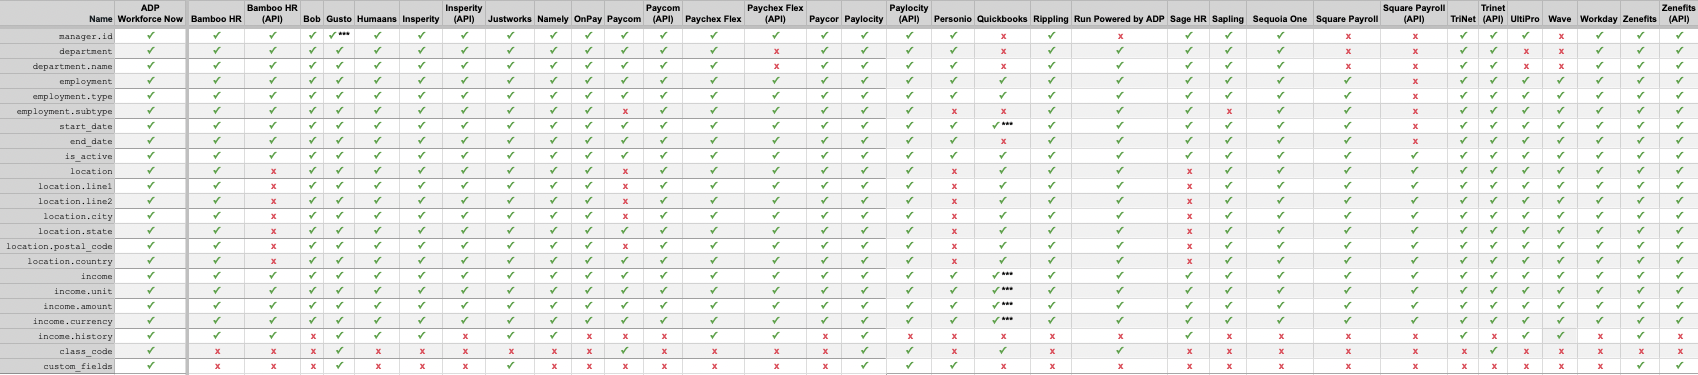 Name ADP Workforce Now Bamboo HR Bamboo HR (API) Bob Gusto Humaans Insperity Insperity (API) Justworks Namely OnPay Paycom Paycom (API) Paychex Flex Paychex Flex (API) Paycor Paylocity Paylocity (API) Personio Quickbooks Rippling Run Powered by ADP Sage HR Sapling Sequoia One Square Payroll Square Payroll (API) TriNet Trinet (API) UltiPro Wave Workday Zenefits Zenefits (API)
manager.id ✓ ✓ ✓ ✓ ✓*** ✓ ✓ ✓ ✓ ✓ ✓ ✓ ✓ ✓ ✓ ✓ ✓ ✓ ✓ x ✓ x ✓ ✓ ✓ x x ✓ ✓ ✓ x ✓ ✓ ✓
department ✓ ✓ ✓ ✓ ✓ ✓ ✓ ✓ ✓ ✓ ✓ ✓ ✓ ✓ x ✓ ✓ ✓ ✓ x ✓ ✓ ✓ ✓ ✓ x x ✓ ✓ x x ✓ ✓ ✓
department.name ✓ ✓ ✓ ✓ ✓ ✓ ✓ ✓ ✓ ✓ ✓ ✓ ✓ ✓ x ✓ ✓ ✓ ✓ x ✓ ✓ ✓ ✓ ✓ x x ✓ ✓ x x ✓ ✓ ✓
employment ✓ ✓ ✓ ✓ ✓ ✓ ✓ ✓ ✓ ✓ ✓ ✓ ✓ ✓ ✓ ✓ ✓ ✓ ✓ ✓ ✓ ✓ ✓ ✓ ✓ ✓ x ✓ ✓ ✓ ✓ ✓ ✓ ✓
employment.type ✓ ✓ ✓ ✓ ✓ ✓ ✓ ✓ ✓ ✓ ✓ ✓ ✓ ✓ ✓ ✓ ✓ ✓ ✓ ✓ ✓ ✓ ✓ ✓ ✓ ✓ x ✓ ✓ ✓ ✓ ✓ ✓ ✓
employment.subtype ✓ ✓ ✓ ✓ ✓ ✓ ✓ ✓ ✓ ✓ ✓ x ✓ ✓ ✓ ✓ ✓ ✓ x x ✓ ✓ ✓ x ✓ ✓ x ✓ ✓ ✓ ✓ ✓ ✓ ✓
start_date ✓ ✓ ✓ ✓ ✓ ✓ ✓ ✓ ✓ ✓ ✓ ✓ ✓ ✓ ✓ ✓ ✓ ✓ ✓ ✓*** ✓ ✓ ✓ ✓ ✓ ✓ x ✓ ✓ ✓ ✓ ✓ ✓ ✓
end_date ✓ ✓ ✓ ✓ ✓ ✓ ✓ ✓ ✓ ✓ ✓ ✓ ✓ ✓ ✓ ✓ ✓ ✓ ✓ x ✓ ✓ ✓ ✓ ✓ ✓ x ✓ ✓ ✓ ✓ ✓ ✓ ✓
is_active ✓ ✓ ✓ ✓ ✓ ✓ ✓ ✓ ✓ ✓ ✓ ✓ ✓ ✓ ✓ ✓ ✓ ✓ ✓ ✓ ✓ ✓ ✓ ✓ ✓ ✓ ✓ ✓ ✓ ✓ ✓ ✓ ✓ ✓
location ✓ ✓ x ✓ ✓ ✓ ✓ ✓ ✓ ✓ ✓ x ✓ ✓ ✓ ✓ ✓ ✓ x ✓ ✓ ✓ x ✓ ✓ ✓ ✓ ✓ ✓ ✓ ✓ ✓ ✓ ✓
location.line1 ✓ ✓ x ✓ ✓ ✓ ✓ ✓ ✓ ✓ ✓ x ✓ ✓ ✓ ✓ ✓ ✓ x ✓ ✓ ✓ x ✓ ✓ ✓ ✓ ✓ ✓ ✓ ✓ ✓ ✓ ✓
location.line2 ✓ ✓ x ✓ ✓ ✓ ✓ ✓ ✓ ✓ ✓ x ✓ ✓ ✓ ✓ ✓ ✓ x ✓ ✓ ✓ x ✓ ✓ ✓ ✓ ✓ ✓ ✓ ✓ ✓ ✓ ✓
location.city ✓ ✓ x ✓ ✓ ✓ ✓ ✓ ✓ ✓ ✓ x ✓ ✓ ✓ ✓ ✓ ✓ x ✓ ✓ ✓ x ✓ ✓ ✓ ✓ ✓ ✓ ✓ ✓ ✓ ✓ ✓
location.state ✓ ✓ x ✓ ✓ ✓ ✓ ✓ ✓ ✓ ✓ ✓ ✓ ✓ ✓ ✓ ✓ ✓ x ✓ ✓ ✓ x ✓ ✓ ✓ ✓ ✓ ✓ ✓ ✓ ✓ ✓ ✓
location.postal_code ✓ ✓ x ✓ ✓ ✓ ✓ ✓ ✓ ✓ ✓ x ✓ ✓ ✓ ✓ ✓ ✓ x ✓ ✓ ✓ x ✓ ✓ ✓ ✓ ✓ ✓ ✓ ✓ ✓ ✓ ✓
location.country ✓ ✓ x ✓ ✓ ✓ ✓ ✓ ✓ ✓ ✓ ✓ ✓ ✓ ✓ ✓ ✓ ✓ x ✓ ✓ ✓ x ✓ ✓ ✓ ✓ ✓ ✓ ✓ ✓ ✓ ✓ ✓
income ✓ ✓ ✓ ✓ ✓ ✓ ✓ ✓ ✓ ✓ ✓ ✓ ✓ ✓ ✓ ✓ ✓ ✓ ✓ ✓*** ✓ ✓ ✓ ✓ ✓ ✓ ✓ ✓ ✓ ✓ ✓ ✓ ✓ ✓
income.unit ✓ ✓ ✓ ✓ ✓ ✓ ✓ ✓ ✓ ✓ ✓ ✓ ✓ ✓ ✓ ✓ ✓ ✓ ✓ ✓*** ✓ ✓ ✓ ✓ ✓ ✓ ✓ ✓ ✓ ✓ ✓ ✓ ✓ ✓
income.amount ✓ ✓ ✓ ✓ ✓ ✓ ✓ ✓ ✓ ✓ ✓ ✓ ✓ ✓ ✓ ✓ ✓ ✓ ✓ ✓*** ✓ ✓ ✓ ✓ ✓ ✓ ✓ ✓ ✓ ✓ ✓ ✓ ✓ ✓
income.currency ✓ ✓ ✓ ✓ ✓ ✓ ✓ ✓ ✓ ✓ ✓ ✓ ✓ ✓ ✓ ✓ ✓ ✓ ✓ ✓*** ✓ ✓ ✓ ✓ ✓ ✓ ✓ ✓ ✓ ✓ ✓ ✓ ✓ ✓
income.history ✓ ✓ ✓ x ✓ ✓ ✓ x ✓ ✓ x x x ✓ ✓ x ✓ x x x x x ✓ x x x x ✓ x ✓ ✓ x ✓ x
class_code ✓ x x x ✓ x x x x x x ✓ x x x x ✓ ✓ x ✓ x ✓ x x x x x x ✓ x x x x x
custom_fields ✓ x x x ✓ x x x ✓ x x x x x x x ✓ ✓ x x x x x x x x x x x x x x ✓ ✓